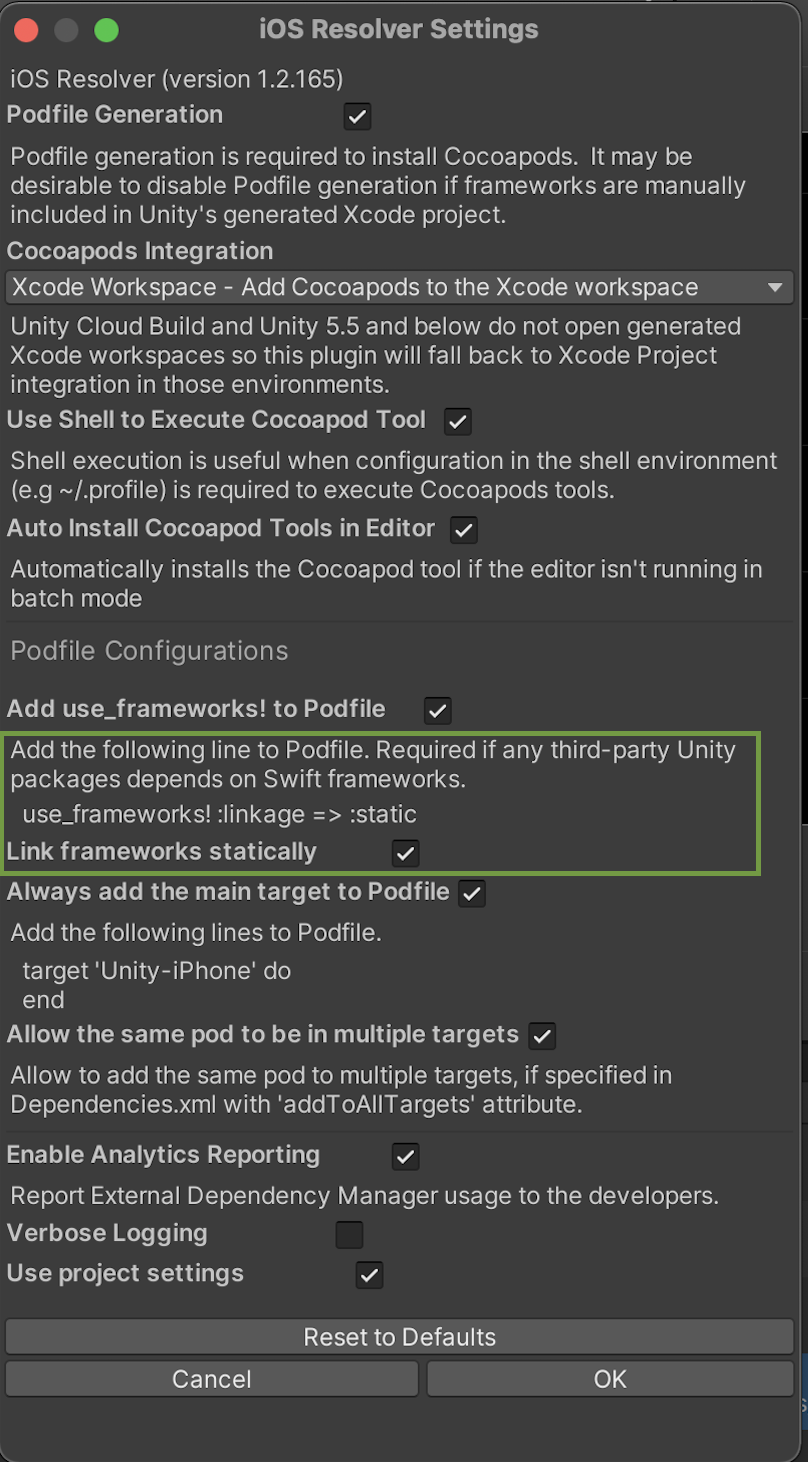 iOS Resolver Settings
iOS Resolver (version 1.2.165)
Podfile Generation
Podfile generation is required to install Cocoapods.  It may be
desirable to disable Podfile generation if frameworks are manually
included in Unity's generated Xcode project.
Cocoapods Integration
Xcode Workspace - Add Cocoapods to the Xcode workspace
Unity Cloud Build and Unity 5.5 and below do not open generated
Xcode workspaces so this plugin will fall back to Xcode Project
integration in those environments.
Use Shell to Execute Cocoapod Tool
Shell execution is useful when configuration in the shell environment
(e.g ~/.profile) is required to execute Cocoapods tools.
Auto Install Cocoapod Tools in Editor
Automatically installs the Cocoapod tool if the editor isn't running in
batch mode
Podfile Configurations
Add use_frameworks! to Podfile
Add the following line to Podfile. Required if any third-party Unity
packages depends on Swift frameworks.
use_frameworks! :linkage => :static
Link frameworks statically
Always add the main target to Podfile
Add the following lines to Podfile.
target 'Unity-iPhone' do
end
Allow the same pod to be in multiple targets
Allow to add the same pod to multiple targets, if specified in
Dependencies.xml with 'addToAllTargets' attribute.
Enable Analytics Reporting
Report External Dependency Manager usage to the developers.
Verbose Logging
Use project settings
Reset to Defaults
Cancel
OK